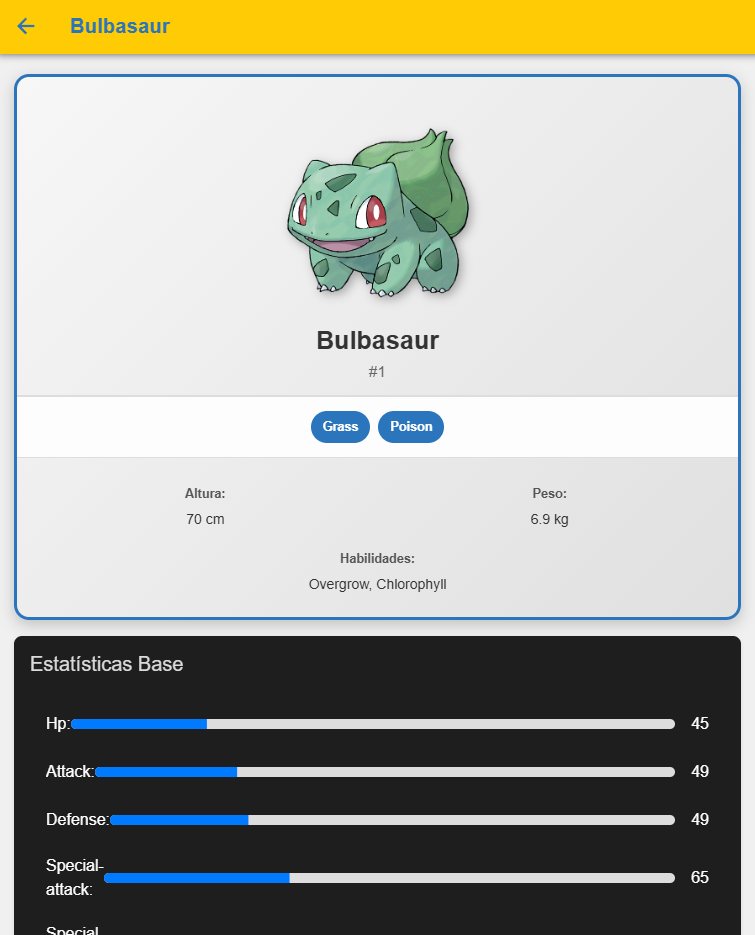 Bulbasaur
Bulbasaur
#1
Grass Poison
Altura: Peso:
70 cm 6.9 kg
Habilidades:
Overgrow, Chlorophyll
Estatísticas Base
Hp: 45
Attack: 49
Defense: 49
Special-
attack: 65
Special